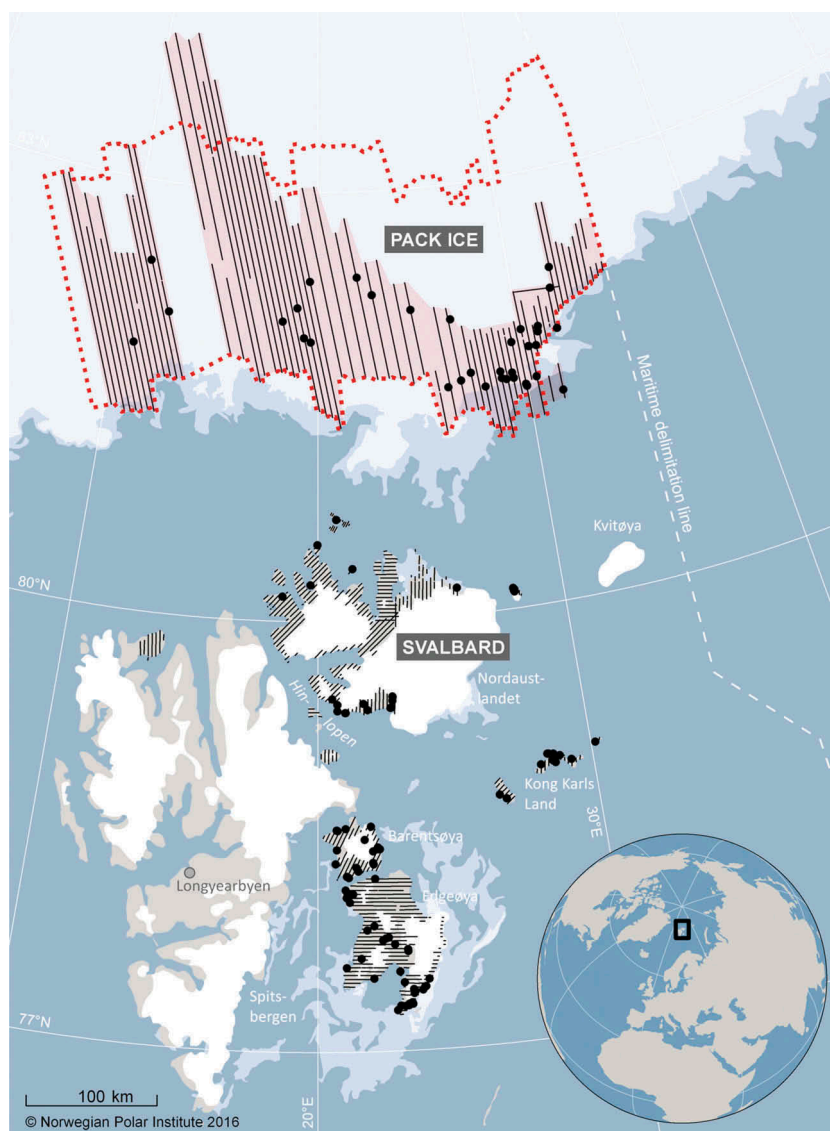 83°N
PACK ICE
Maritime delimitation line
Kvitøya
80°N
SVALBARD
Nordaust-
landet
Hin-
lopen
Kong Karls
Land
30°E
Barentsøya
Longyearbyen
Edgeøya
Spits-
bergen
77°N
20°E
100 km
© Norwegian Polar Institute 2016